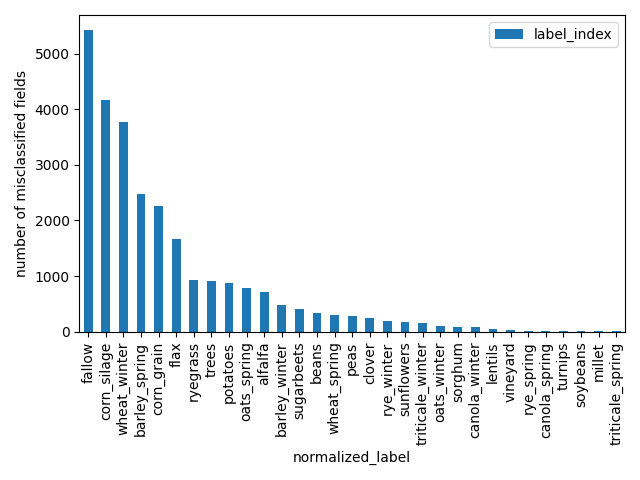 label_index
number of misclassified fields
5000
4000
3000
2000
1000
0
fallow
corn_silage
wheat_winter
barley_spring
corn_grain
flax
ryegrass
trees
potatoes
oats_spring
alfalfa
barley_winter
sugarbeets
beans
wheat_spring
peas
clover
rye_winter
sunflowers
triticale_winter
oats_winter
sorghum
canola_winter
lentils
vineyard
rye_spring
canola_spring
turnips
soybeans
millet
triticale_spring
normalized_label